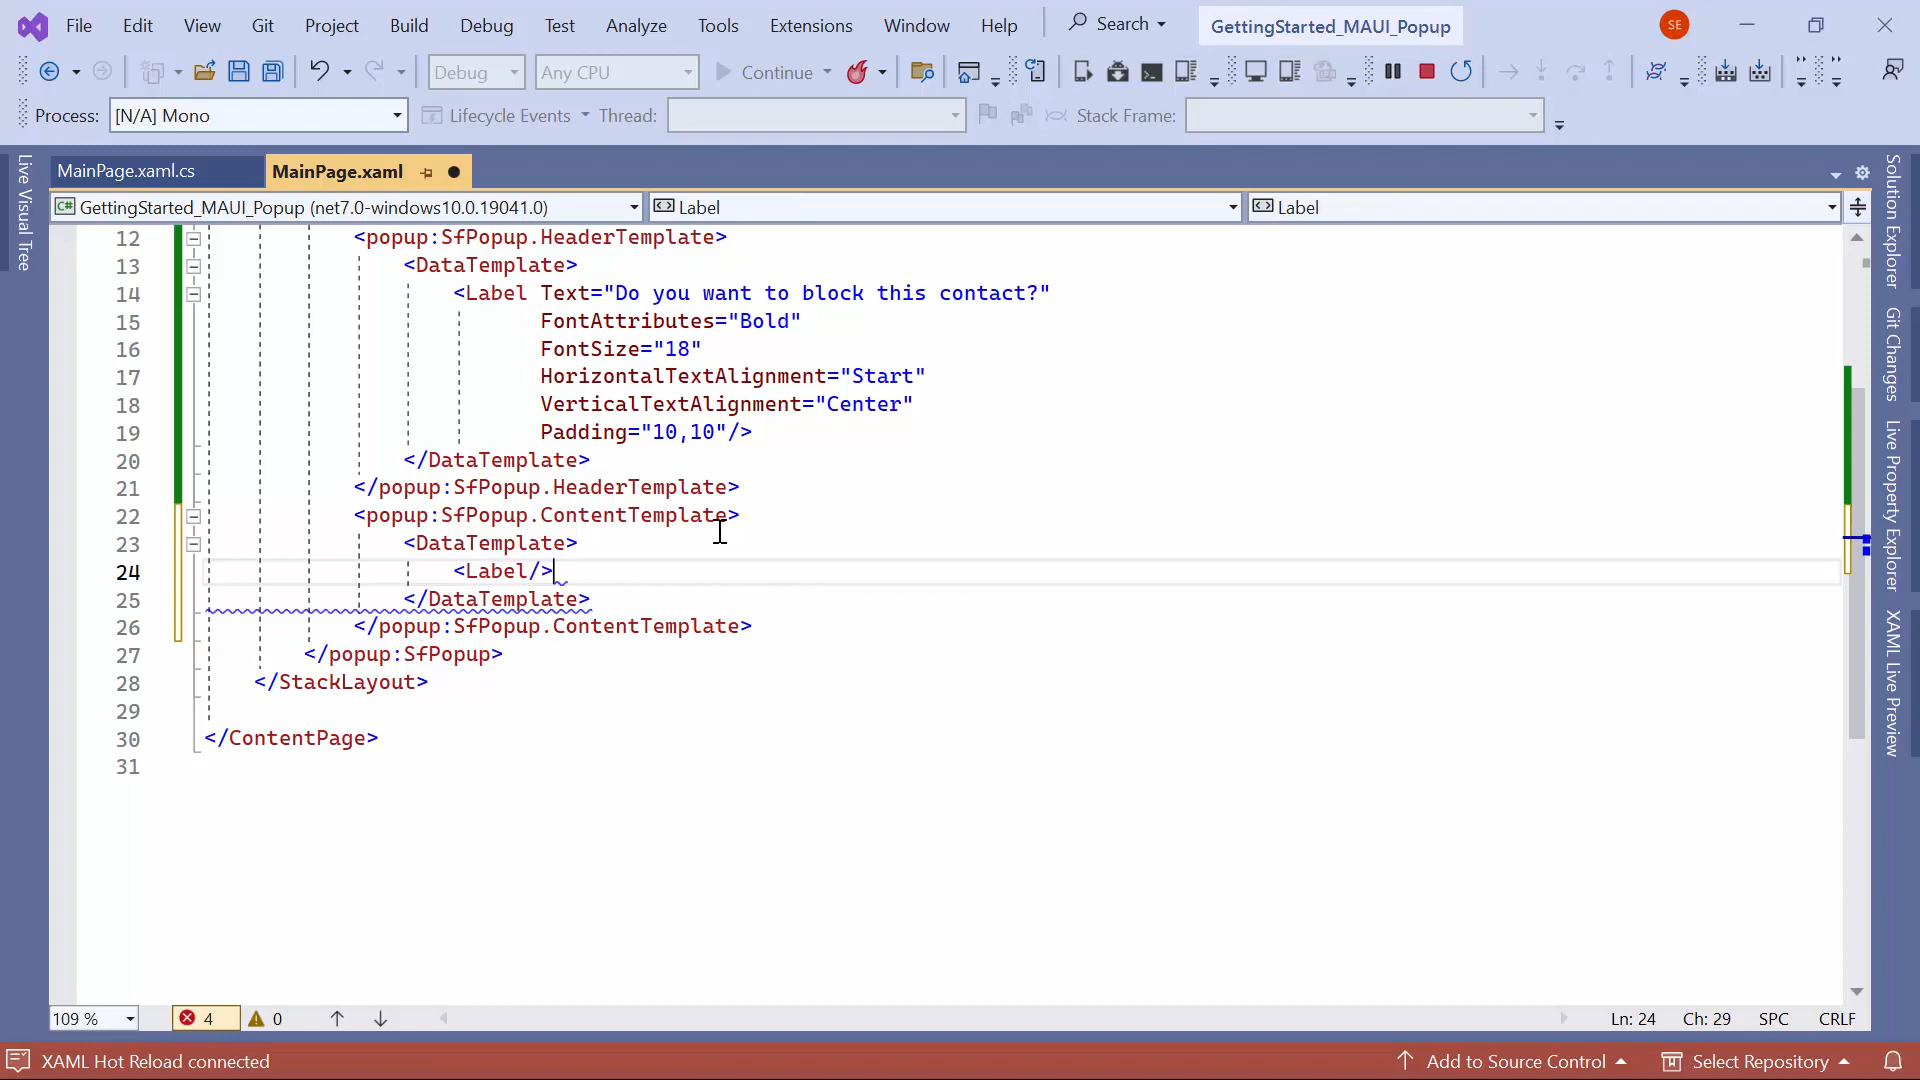 File Edit View Git Project Build Debug Test Analyze Tools Extensions Window Help Search GettingStarted_MAUI_Popup SE
Debug Any CPU Continue
Process: [N/A] Mono Lifecycle Events Thread: Stack Frame:
MainPage.xaml.cs MainPage.xaml
GettingStarted_MAUI_Popup (net7.0-windows10.0.19041.0) Label Label
Live Visual Tree
12 <popup:SfPopup.HeaderTemplate>
13 <DataTemplate>
14 <Label Text="Do you want to block this contact?"
15 FontAttributes="Bold"
16 FontSize="18"
17 HorizontalTextAlignment="Start"
18 VerticalTextAlignment="Center"
19 Padding="10,10"/>
20 </DataTemplate>
21 </popup:SfPopup.HeaderTemplate>
22 <popup:SfPopup.ContentTemplate>
23 <DataTemplate>
24 <Label/>
25 </DataTemplate>
26 </popup:SfPopup.ContentTemplate>
27 </popup:SfPopup>
28 </StackLayout>
29
30 </ContentPage>
31
Solution Explorer
Git Changes
Live Property Explorer
XAML Live Preview
109 % 4 0 Ln: 24 Ch: 29 SPC CRLF
XAML Hot Reload connected Add to Source Control Select Repository